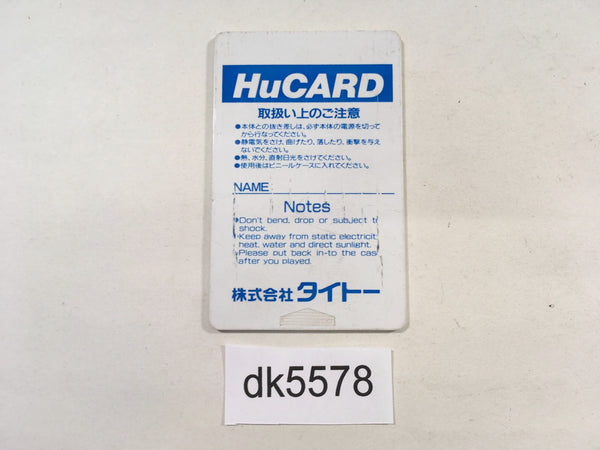 HuCARD
取扱い上のご注意
●本体との抜き差しは、必ず本体の電源を切って
から行なってください。
●静電気をさけ、曲げたり、落したり、衝撃を与え
ないでください。
●熱、水分、直射日光をさけてください。
●使用後はビニールケースに入れてください。
NAME
Notes
●Don't bend, drop or subject t
shock.
●Keep away from static electricit
heat, water and direct sunlight.
●Please put back in-to the cas
after you played.
株式会社 タイトー
dk5578